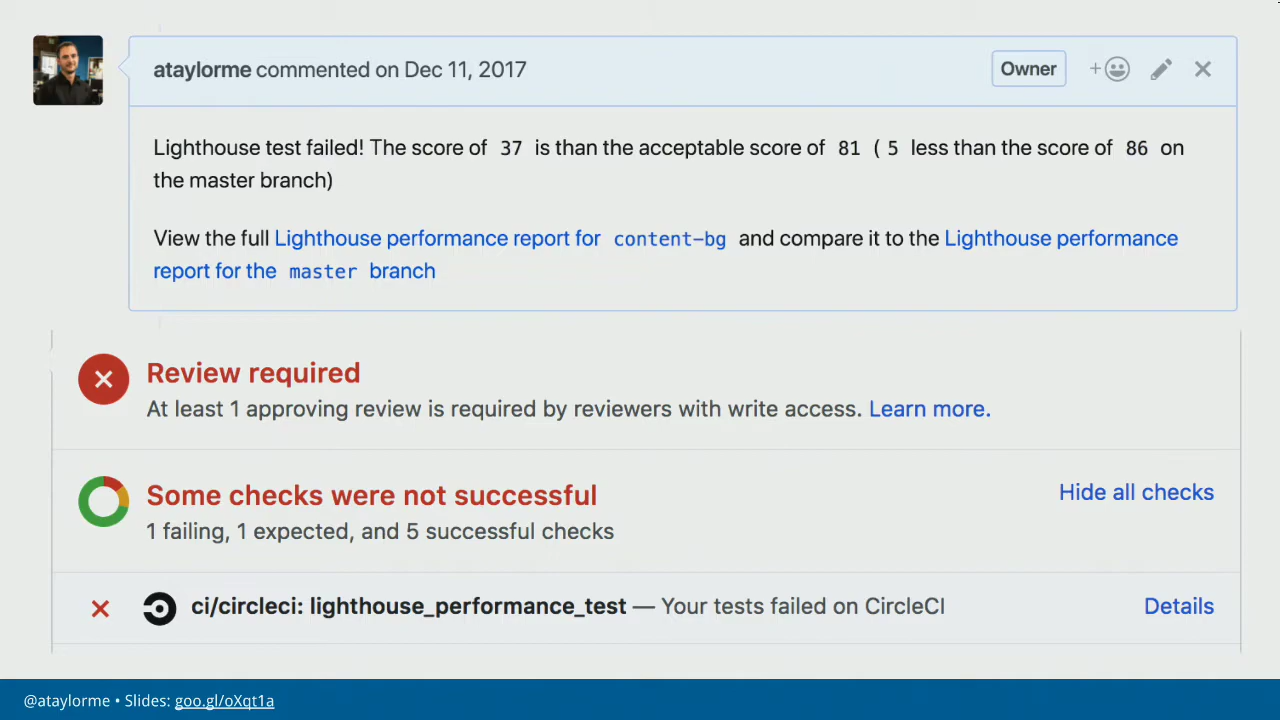 ataylorme commented on Dec 11, 2017
Owner
Lighthouse test failed! The score of 37 is than the acceptable score of 81 ( 5 less than the score of 86 on
the master branch)
View the full Lighthouse performance report for content-bg and compare it to the Lighthouse performance
report for the master branch
Review required
At least 1 approving review is required by reviewers with write access. Learn more.
Some checks were not successful
Hide all checks
1 failing, 1 expected, and 5 successful checks
ci/circleci: lighthouse_performance_test — Your tests failed on CircleCI
Details
@ataylorme • Slides: goo.gl/oXqt1a